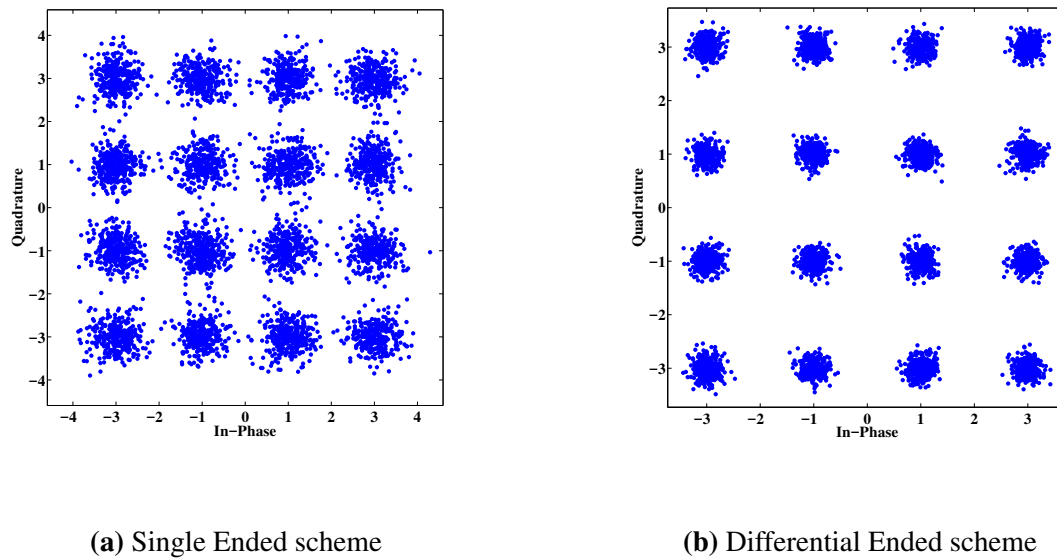 4
3
2
1
0
−1
−2
−3
−4
Quadrature
−4 −3 −2 −1 0 1 2 3 4
In−Phase
(a) Single Ended scheme
3
2
1
0
−1
−2
−3
Quadrature
−3 −2 −1 0 1 2 3
In−Phase
(b) Differential Ended scheme